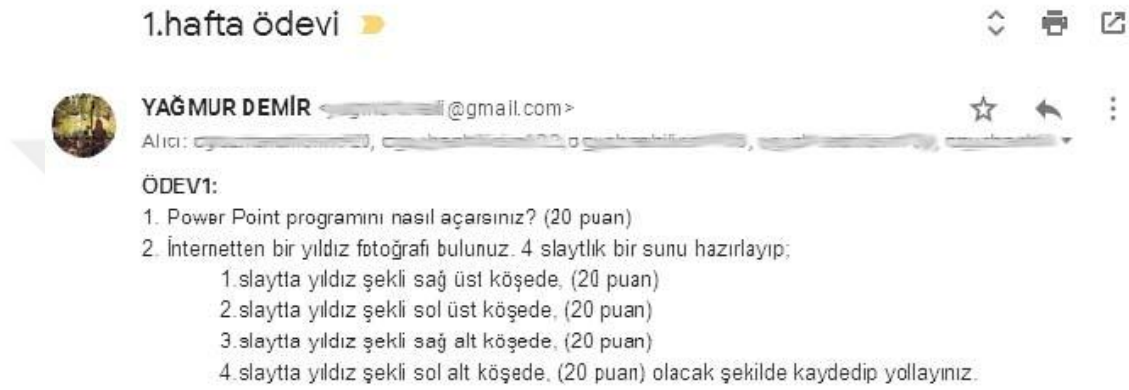 1.hafta ödevi
YAĞMUR DEMİR @gmail.com>
Alıcı:
ÖDEV1:
1. Power Point programını nasıl açarsınız? (20 puan)
2. İnternetten bir yıldız fotoğrafı bulunuz. 4 slaytlık bir sunu hazırlayıp;
1.slaytta yıldız şekli sağ üst köşede, (20 puan)
2.slaytta yıldız şekli sol üst köşede, (20 puan)
3.slaytta yıldız şekli sağ alt köşede, (20 puan)
4.slaytta yıldız şekli sol alt köşede, (20 puan) olacak şekilde kaydedip yollayınız.